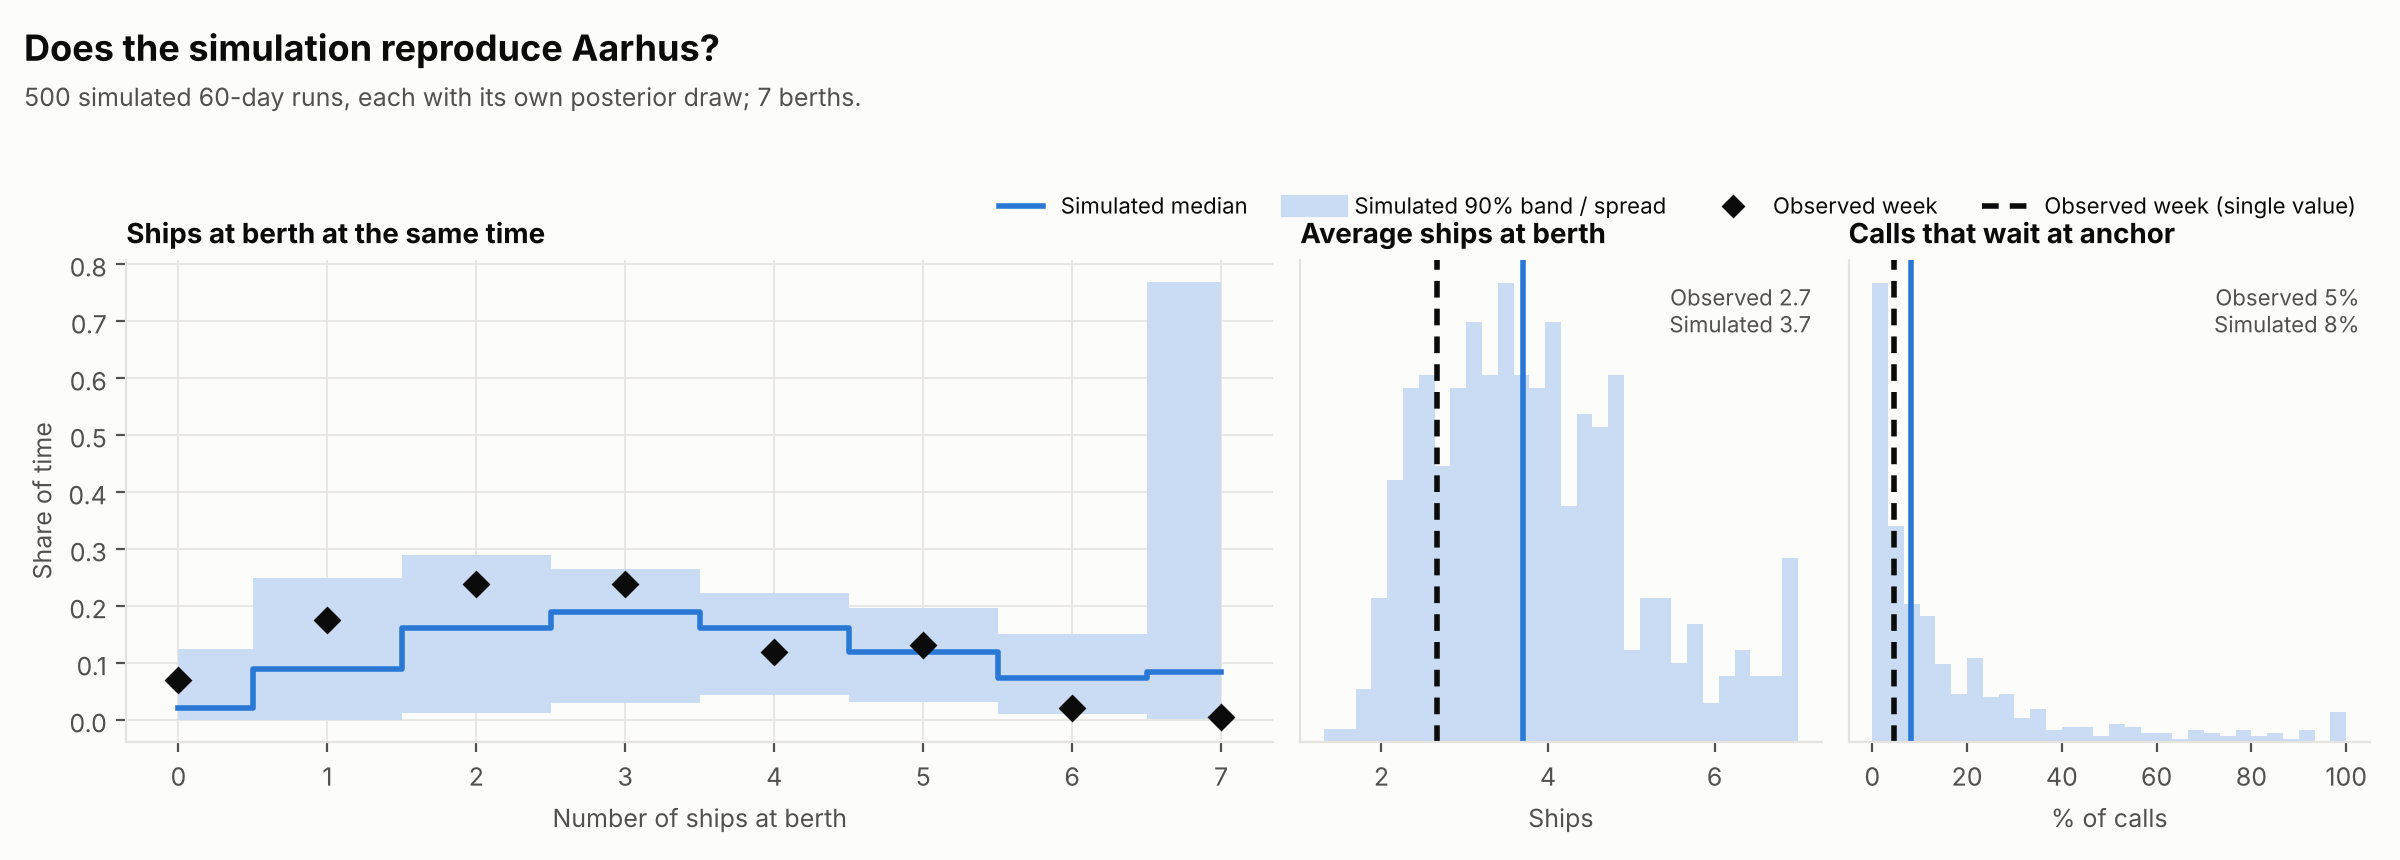 Does the simulation reproduce Aarhus?
500 simulated 60-day runs, each with its own posterior draw; 7 berths.
Simulated median
Simulated 90% band / spread
Observed week
Observed week (single value)
Ships at berth at the same time
0.8
0.7
0.6
0.5
0.4
0.3
0.2
0.1
0.0
Share of time
0 1 2 3 4 5 6 7
Number of ships at berth
Average ships at berth
Observed 2.7
Simulated 3.7
2 4 6
Ships
Calls that wait at anchor
Observed 5%
Simulated 8%
0 20 40 60 80 100
% of calls